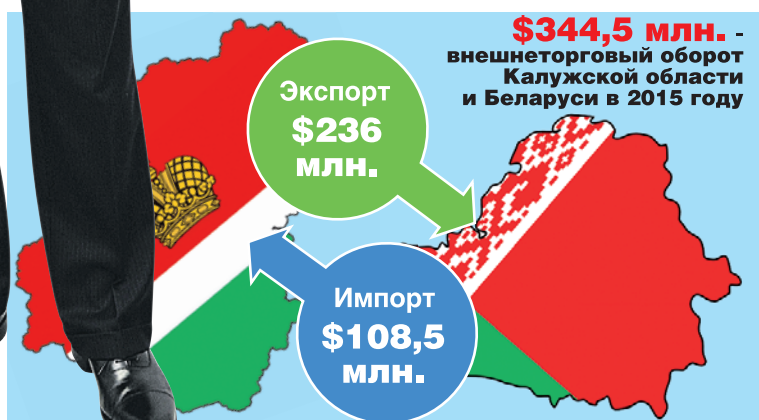 $344,5 млн. -
внешнеторговый оборот
Калужской области
и Беларуси в 2015 году
Экспорт
$236
млн.
Импорт
$108,5
млн.